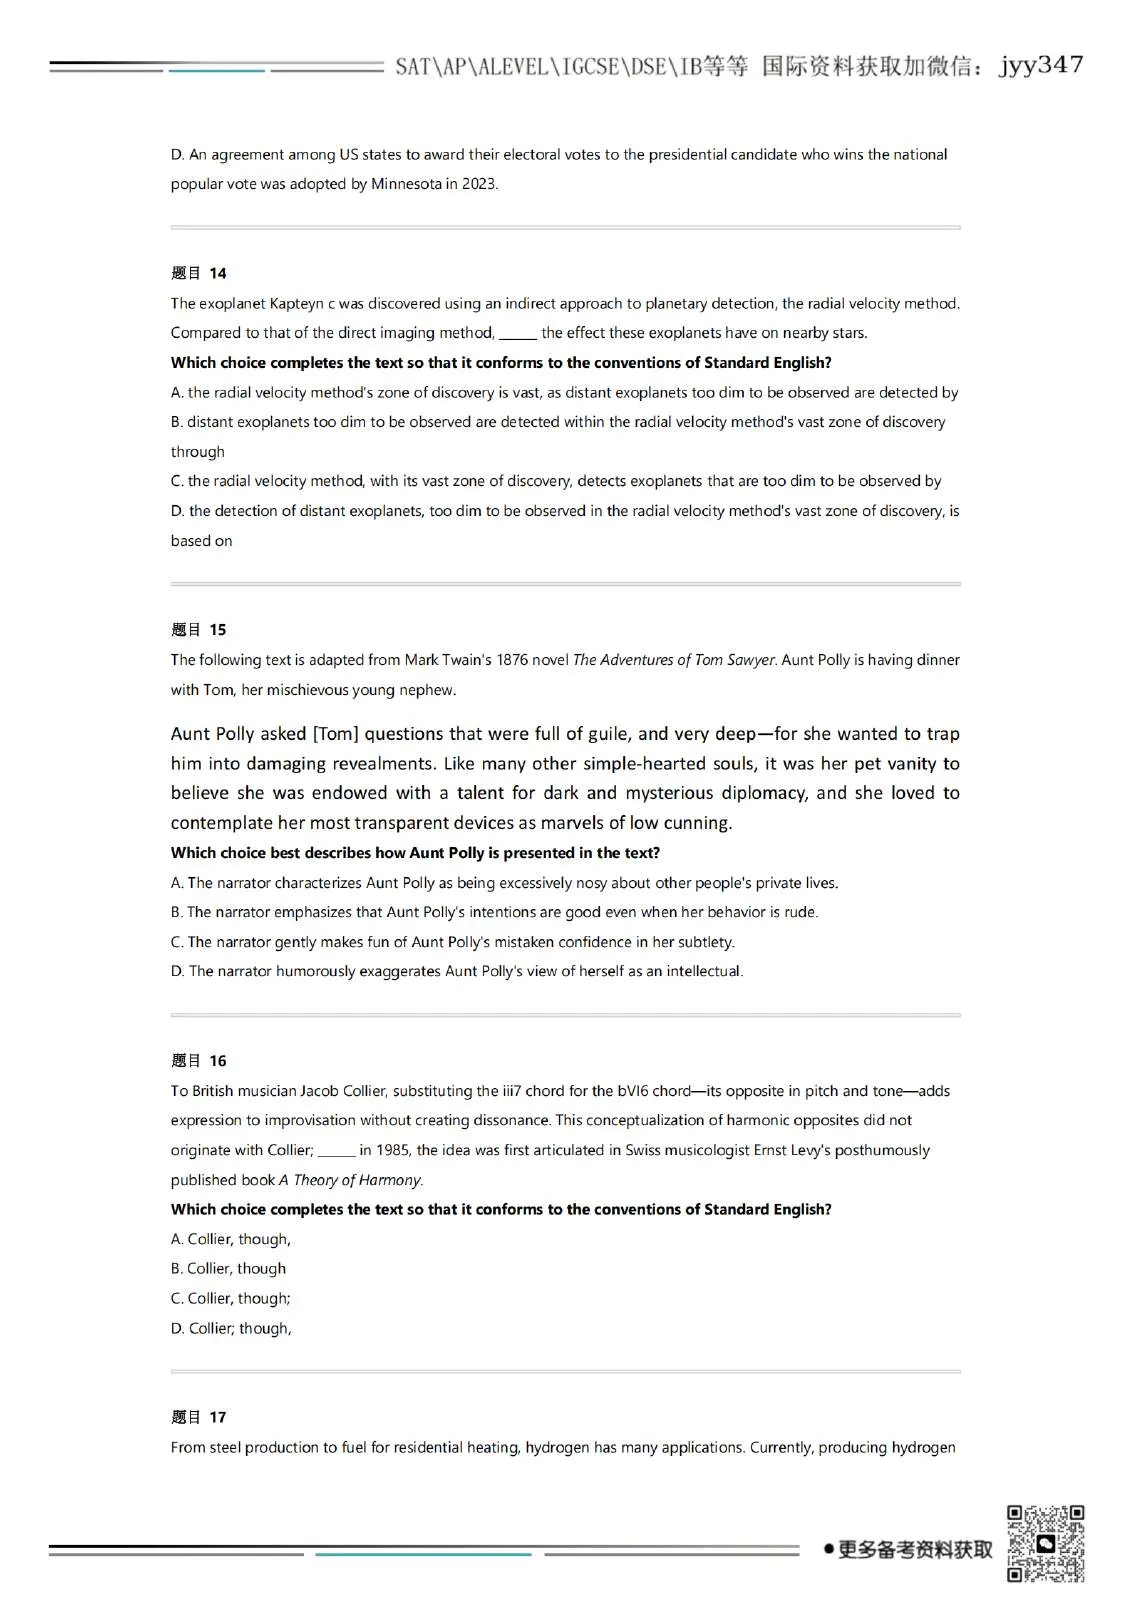 SAT\AP\ALEVEL\IGCSE\DSE\IB等等 国际资料获取加微信：jyy347
D. An agreement among US states to award their electoral votes to the presidential candidate who wins the national
popular vote was adopted by Minnesota in 2023.
题目 14
The exoplanet Kapteyn c was discovered using an indirect approach to planetary detection, the radial velocity method.
Compared to that of the direct imaging method, _____ the effect these exoplanets have on nearby stars.
Which choice completes the text so that it conforms to the conventions of Standard English?
A. the radial velocity method's zone of discovery is vast, as distant exoplanets too dim to be observed are detected by
B. distant exoplanets too dim to be observed are detected within the radial velocity method's vast zone of discovery
through
C. the radial velocity method, with its vast zone of discovery, detects exoplanets that are too dim to be observed by
D. the detection of distant exoplanets, too dim to be observed in the radial velocity method's vast zone of discovery, is
based on
题目 15
The following text is adapted from Mark Twain's 1876 novel The Adventures of Tom Sawyer. Aunt Polly is having dinner
with Tom, her mischievous young nephew.
Aunt Polly asked [Tom] questions that were full of guile, and very deep—for she wanted to trap
him into damaging revealments. Like many other simple-hearted souls, it was her pet vanity to
believe she was endowed with a talent for dark and mysterious diplomacy, and she loved to
contemplate her most transparent devices as marvels of low cunning.
Which choice best describes how Aunt Polly is presented in the text?
A. The narrator characterizes Aunt Polly as being excessively nosy about other people's private lives.
B. The narrator emphasizes that Aunt Polly's intentions are good even when her behavior is rude.
C. The narrator gently makes fun of Aunt Polly's mistaken confidence in her subtlety.
D. The narrator humorously exaggerates Aunt Polly's view of herself as an intellectual.
题目 16
To British musician Jacob Collier, substituting the iii7 chord for the bVI6 chord—its opposite in pitch and tone—adds
expression to improvisation without creating dissonance. This conceptualization of harmonic opposites did not
originate with Collier; _____ in 1985, the idea was first articulated in Swiss musicologist Ernst Levy's posthumously
published book A Theory of Harmony.
Which choice completes the text so that it conforms to the conventions of Standard English?
A. Collier, though,
B. Collier, though
C. Collier, though;
D. Collier; though,
题目 17
From steel production to fuel for residential heating, hydrogen has many applications. Currently, producing hydrogen
●更多备考资料获取